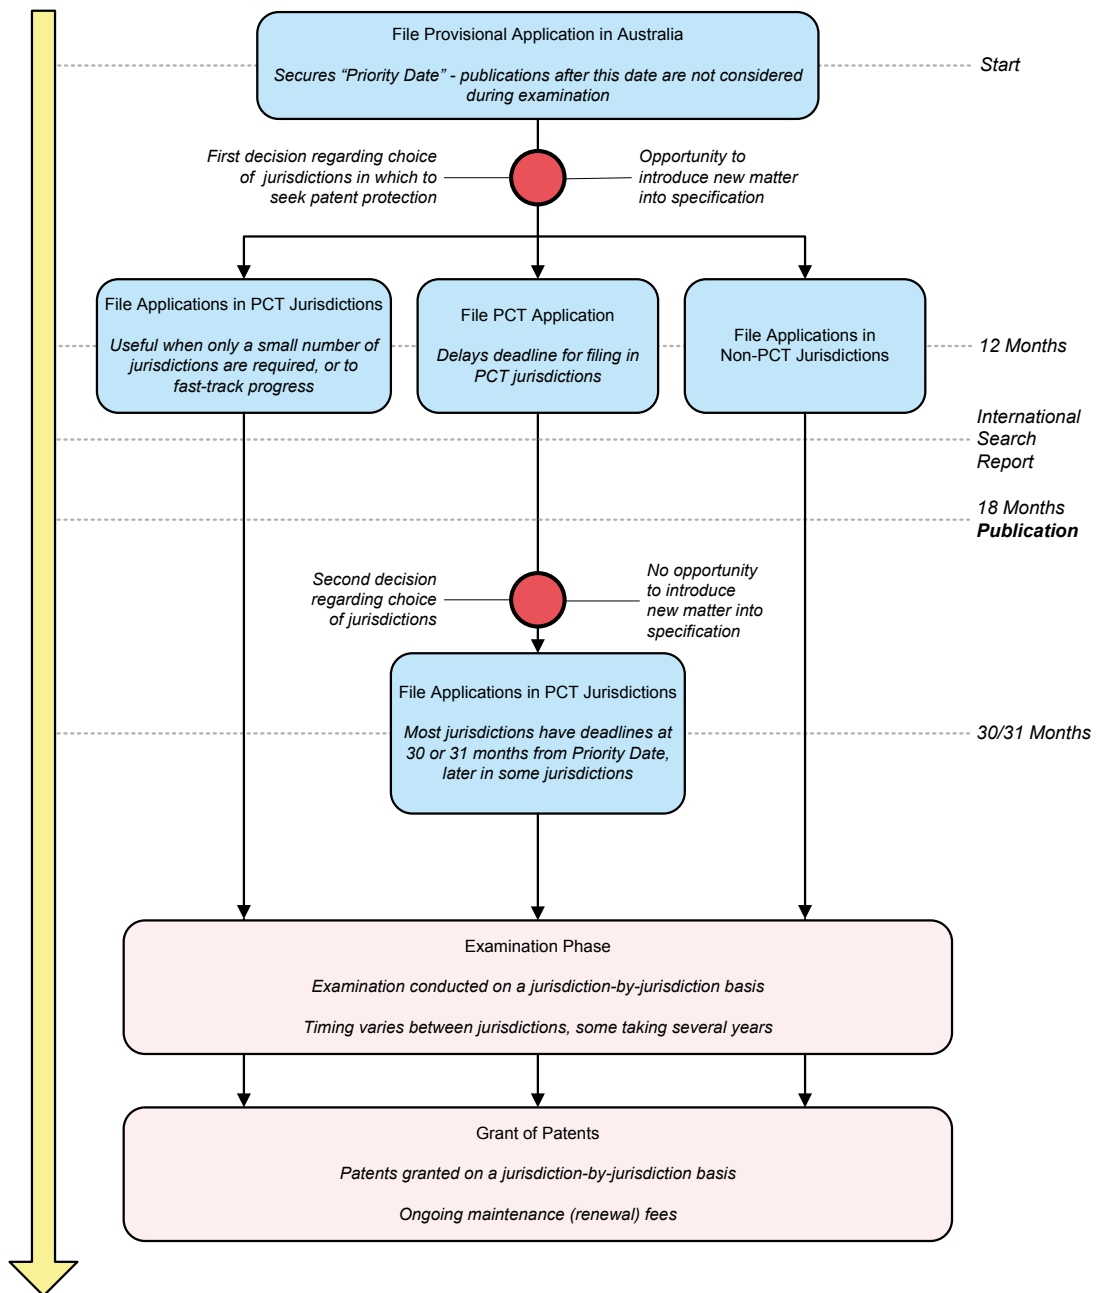 File Provisional Application in Australia
Secures “Priority Date” - publications after this date are not considered
during examination
Start
First decision regarding choice
of jurisdictions in which to
seek patent protection
Opportunity to
introduce new matter
into specification
File Applications in PCT Jurisdictions
Useful when only a small number of
jurisdictions are required, or to
fast-track progress
File PCT Application
Delays deadline for filing in
PCT jurisdictions
File Applications in
Non-PCT Jurisdictions
12 Months
International
Search
Report
18 Months
Publication
Second decision
regarding choice
of jurisdictions
No opportunity
to introduce
new matter into
specification
File Applications in PCT Jurisdictions
Most jurisdictions have deadlines at
30 or 31 months from Priority Date,
later in some jurisdictions
30/31 Months
Examination Phase
Examination conducted on a jurisdiction-by-jurisdiction basis
Timing varies between jurisdictions, some taking several years
Grant of Patents
Patents granted on a jurisdiction-by-jurisdiction basis
Ongoing maintenance (renewal) fees